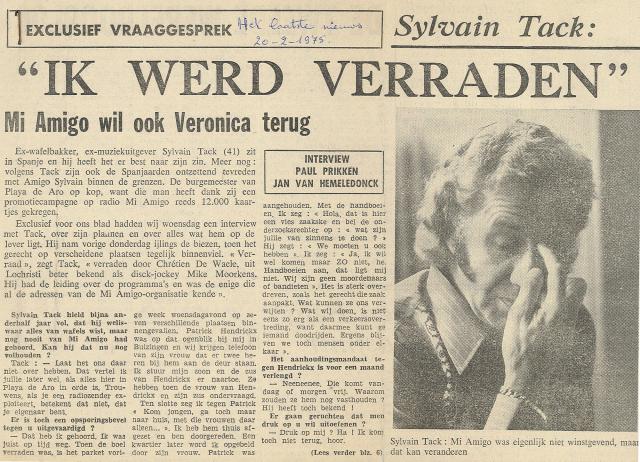 EXCLUSIEF VRAAGGESPREK
Het laatste nieuws
20-2-1975.
Sylvain Tack:
“IK WERD VERRADEN”
Mi Amigo wil ook Veronica terug
Ex-wafelbakker, ex-muziekuitgever Sylvain Tack (41) zit
in Spanje en hij heeft het er best naar zijn zin. Meer nog:
volgens Tack zijn ook de Spanjaarden ontzettend tevreden
met Amigo Sylvain binnen de grenzen. De burgemeester van
Playa de Aro op kop, want die man heeft dank zij een
promotiecampagne op radio Mi Amigo reeds 12.000 kaar-
tjes gekregen.
Exclusief voor ons blad hadden wij woensdag een interview
met Tack, over zijn plannen en over alles wat hem op de
lever ligt. Hij nam vorige donderdag ijlings de biezen, toen het
gerecht op verscheidene plaatsen tegelijk binnenviel. « Ver-
raad », zegt Tack, « verraden door Chrétien De Waele, uit
Lochristi beter bekend als disck-jockey Mike Moorkens.
Hij had de leiding over de programma's en was de enige die
al de adressen van de Mi Amigo-organisatie kende ».
INTERVIEW
PAUL PRIKKEN
JAN VAN HEMELEDONCK
Sylvain Tack hield bijna an-
derhalf jaar vol, dat hij welis-
waar alles van wafels wist, maar
nog nooit van Mi Amigo had
gehoord. Kan hij dat nu nog
volhouden ?
Tack : — Laat het ons daar
niet over hebben. Dat vertel ik
jullie later wel, als alles hier in
Playa de Aro in orde is. Trou-
wens, als je een radiozender ex-
ploiteert, betekent dat niet, dat
je eigenaar bent.
Er is toch een opsporingsbevel
tegen u uitgevaardigd ?
— Dat heb ik gehoord. Ik was
juist op tijd weg. Toen de boel
verraden was, is het parket vori-
ge week woensdagavond op ze-
ven verschillende plaatsen bin-
nengevallen. Patrick Hendrickx
was op dat ogenblik bij mij in
Buizingen en wij krijgen telefoon
van zijn vrouw dat er twee he-
ren bij hem aan de deur staan.
Ik stuur mijn zoon en de zus
van Hendrickx er naartoe. Ze
hebben toen de vrouw van Hen-
drickx en zus ondervraagd.
Ten slotte zeg ik tegen Patrick
« Kom jongen, ga toch maar
naar huis, met die vrouwen daar
alleen... ». Ik heb hem thuis af-
gezet en ben doorgereden. Een
kwartier later word ik opgebeld
door zijn vrouw. Patrick was
aangehouden. Met de handboei-
en. Ik zeg : « Hola, dat is hier
een vies zaakske en bel de on-
derzoeksrechter op : « wat zijn
jullie van zinnens te doen ? »
Hij zegt : « We moeten u ook
hebben ». Ik zeg : « Ja, ik wil
wel komen maar ZO niet, he.
Handboeien aan, dat ligt mij
niet. Wij zijn geen moordenaars
of bandieten ». Het is sterk over-
dreven, zoals het gerecht die zaak
aanpakt. Wat kunnen ze ons ver-
wijten ? Wat wij doen, is niet
eens zo erg als een verkeersover-
treding, want daarmee kunt ge
iemand doodrijden. Ergens blij-
ven we toch mensen onder el-
kaar ».
Het aanhoudingsmandaat te-
gen Hendrickx is voor een maand
verlengd ?
— Neeneenee. Die komt van-
daag of morgen vrij. Waarom
zouden ze hem nog vasthouden ?
Hij heeft toch bekend !
Er gaan geruchten dat men
druk op u wil uitoefenen ?
— Druk op mij ? Ha ! Ik kom
toch niet terug, hoor.
(Lees verder blz. 6)
Sylvain Tack : Mi Amigo was eigenlijk niet winstgevend, maar
dat kan veranderen